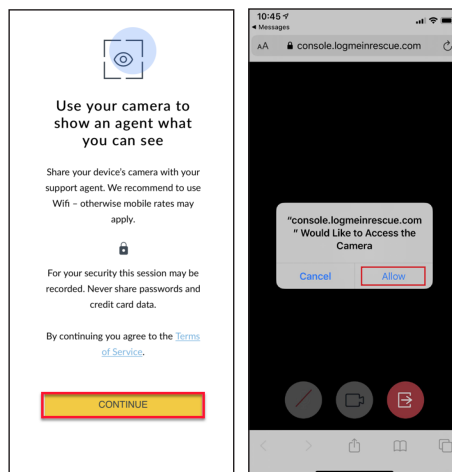 Use your camera to
show an agent what
you can see
Share your device's camera with your
support agent. We recommend to use
Wifi – otherwise mobile rates may
apply.
For your security this session may be
recorded. Never share passwords and
credit card data.
By continuing you agree to the Terms
of Service.
CONTINUE
10:45
◀ Messages
AA console.logmeinrescue.com
"console.logmeinrescue.com
" Would Like to Access the
Camera
Cancel Allow